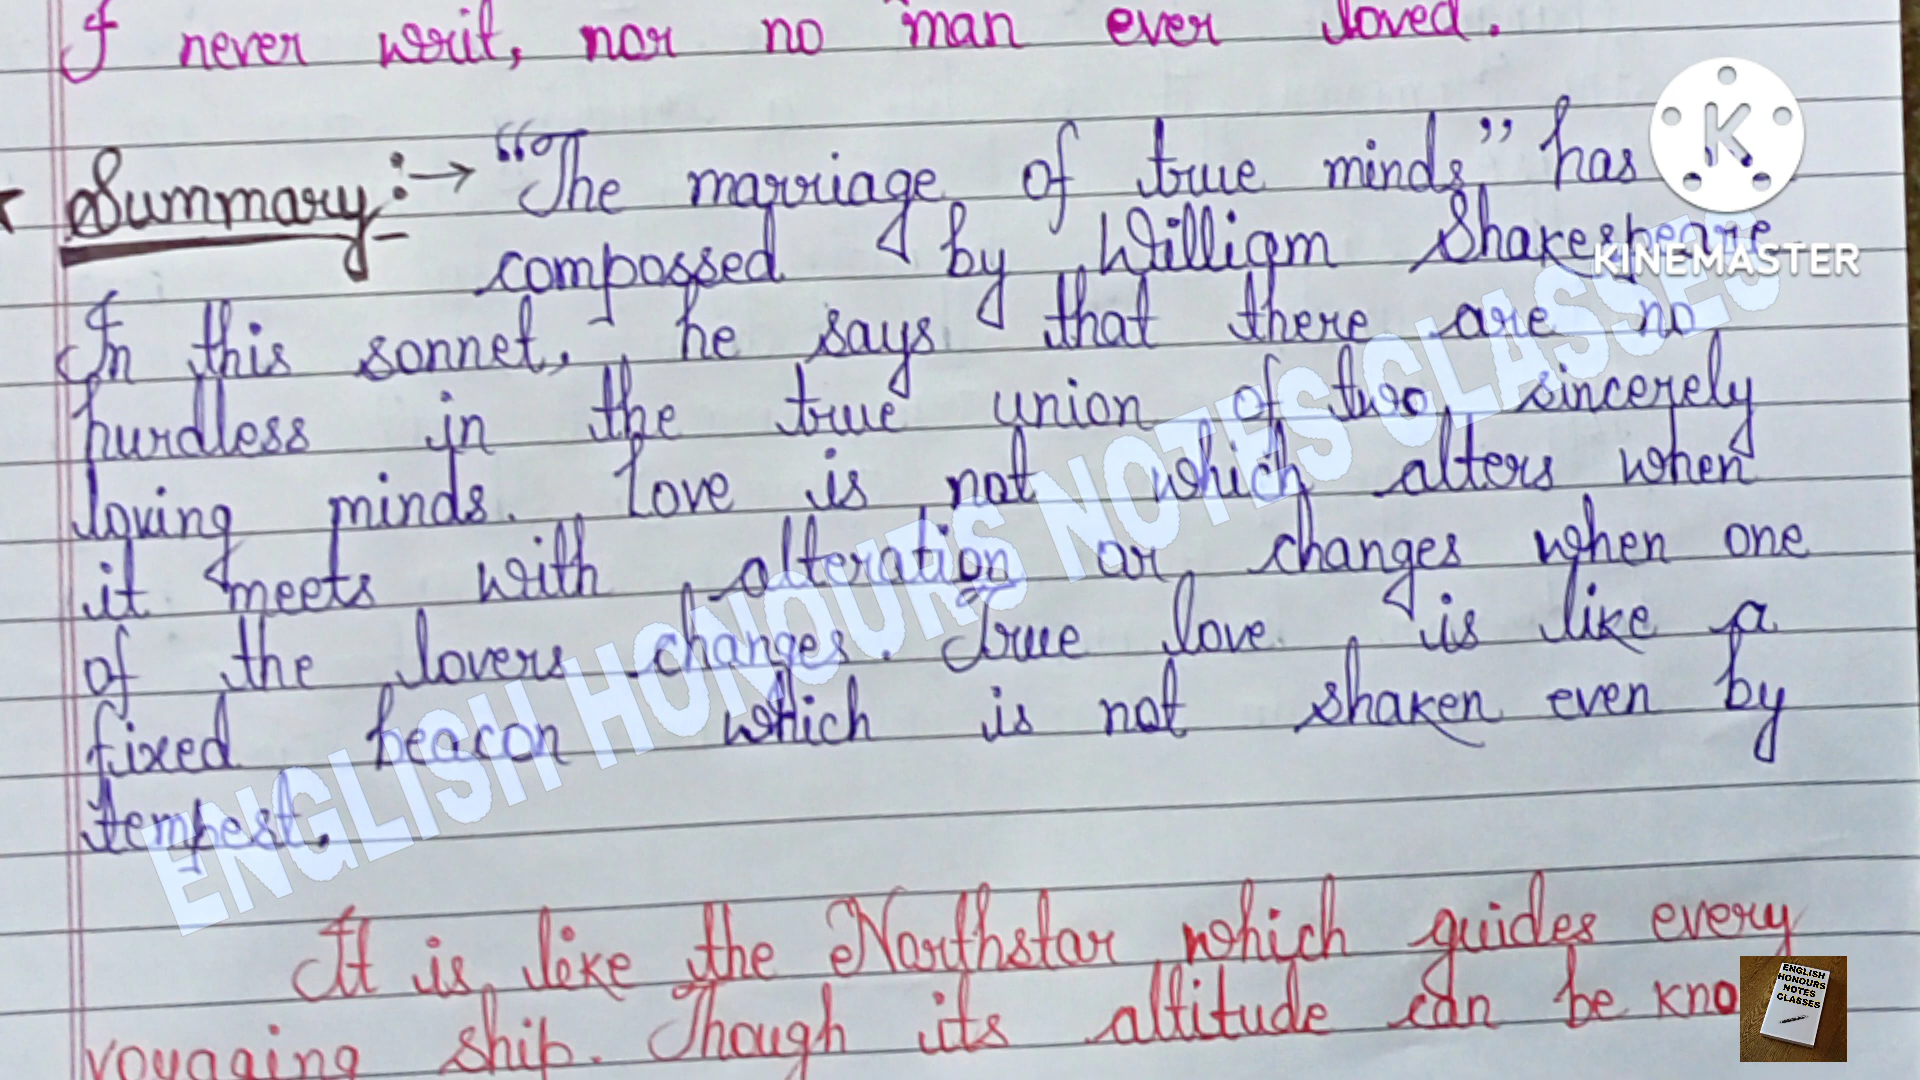 I never writ, nor no man ever loved.
Summary:→ "The marriage of true minds" has
compossed by William Shakespeare
In this sonnet, he says that there are no
hurdless in the true union of two sincerely
loving minds. Love is not which alters when
it meets with alteration or changes when one
of the lovers changes. True love is like a
fixed beacon which is not shaken even by
tempest.
It is like the Northstar which guides every
voyaging ship. Though its altitude can be kno
K
KINEMASTER
ENGLISH HONOURS NOTES CLASSES
ENGLISH
HONOURS
NOTES
CLASSES